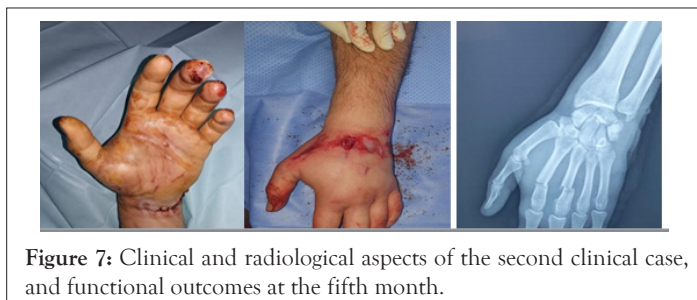 Figure 7: Clinical and radiological aspects of the second clinical case,
and functional outcomes at the fifth month.